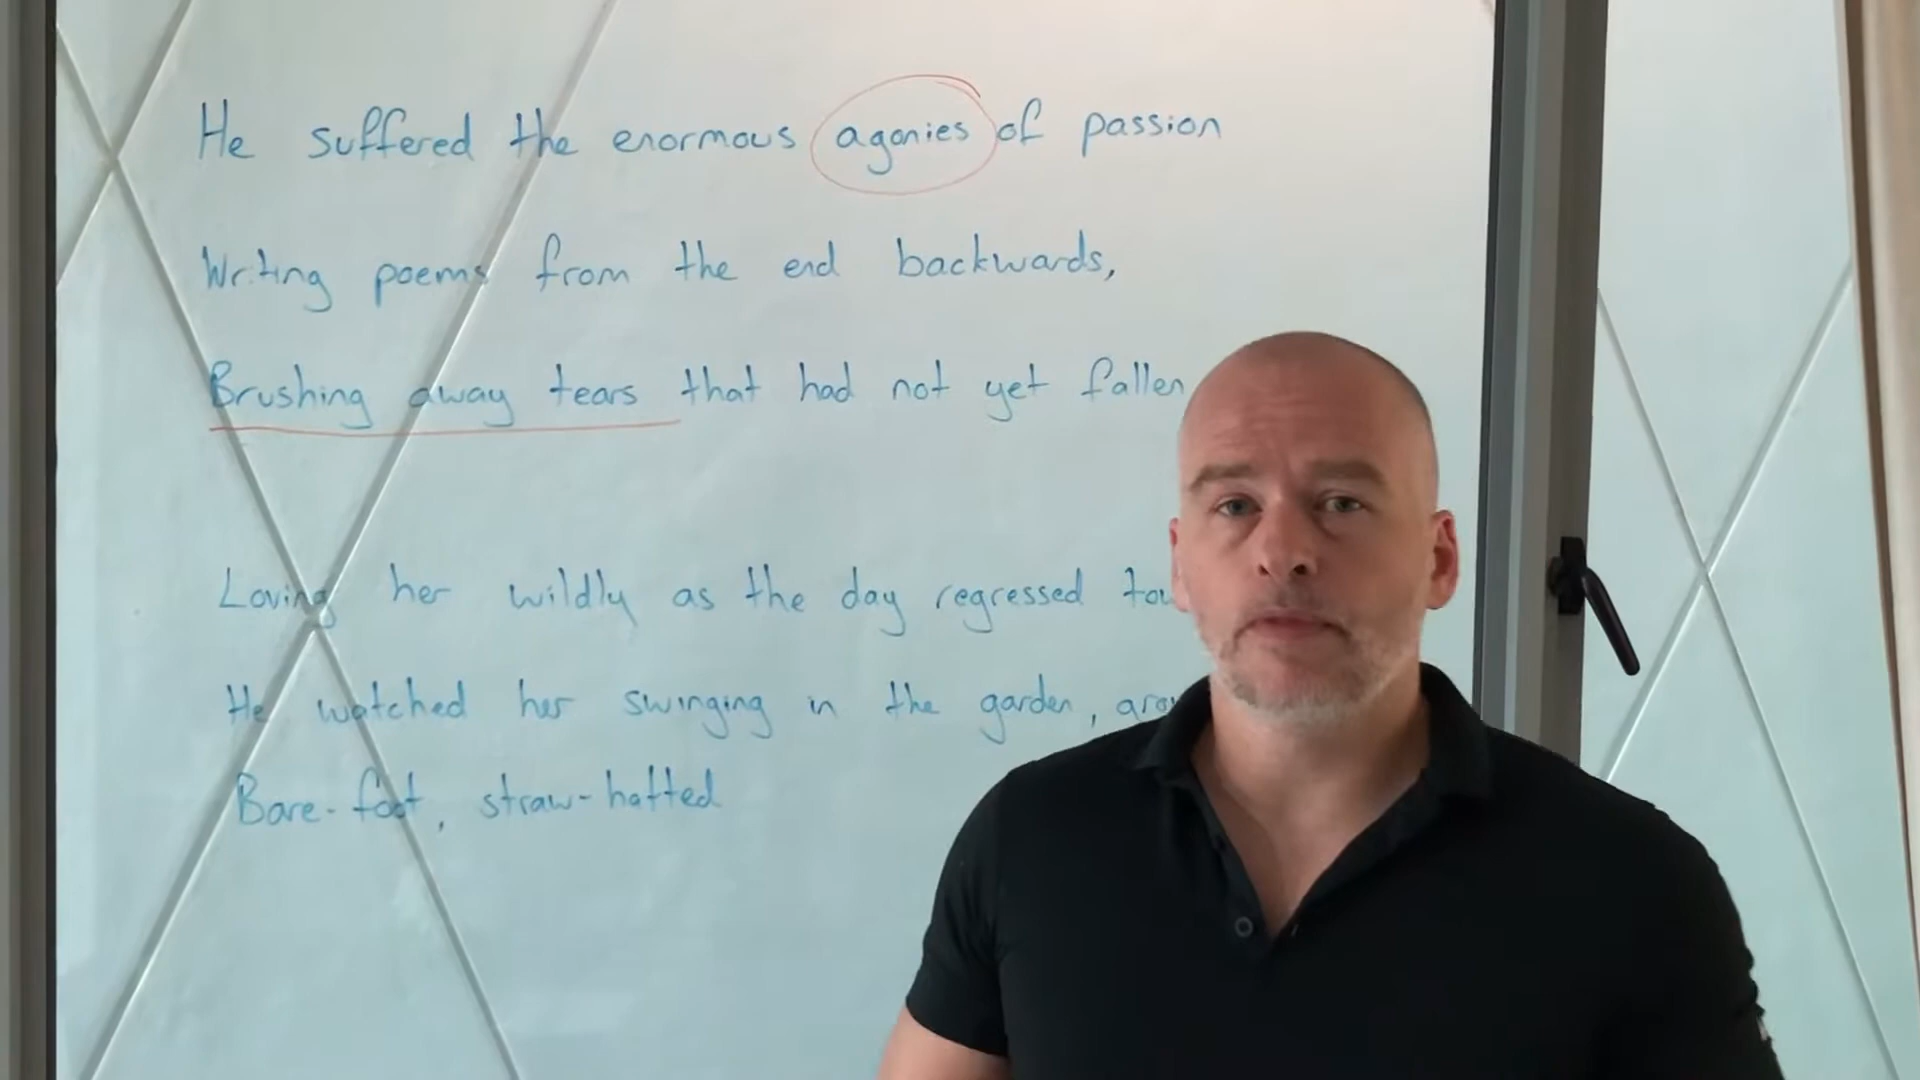 He suffered the enormous agonies of passion
Writing poems from the end backwards,
Brushing away tears that had not yet fallen
Loving her wildly as the day regressed
He watched her swinging in the garden,
Bare-foot, straw-hatted